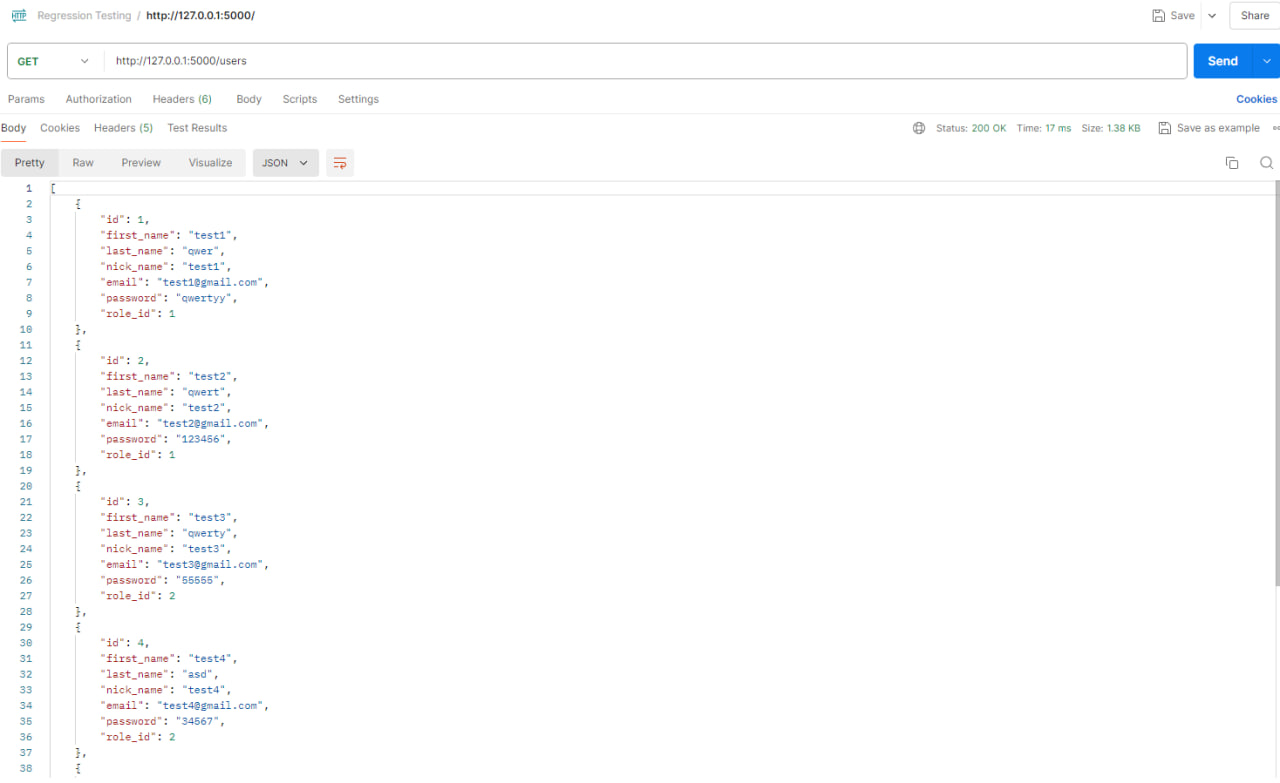 HTTP Regression Testing / http://127.0.0.1:5000/ Save Share
GET http://127.0.0.1:5000/users Send
Params Authorization Headers (6) Body Scripts Settings Cookies
Body Cookies Headers (5) Test Results Status: 200 OK Time: 17 ms Size: 1.38 KB Save as example
Pretty Raw Preview Visualize JSON
1 [
2 {
3 "id": 1,
4 "first_name": "test1",
5 "last_name": "qwer",
6 "nick_name": "test1",
7 "email": "test1@gmail.com",
8 "password": "qwertyy",
9 "role_id": 1
10 },
11 {
12 "id": 2,
13 "first_name": "test2",
14 "last_name": "qwert",
15 "nick_name": "test2",
16 "email": "test2@gmail.com",
17 "password": "123456",
18 "role_id": 1
19 },
20 {
21 "id": 3,
22 "first_name": "test3",
23 "last_name": "qwerty",
24 "nick_name": "test3",
25 "email": "test3@gmail.com",
26 "password": "55555",
27 "role_id": 2
28 },
29 {
30 "id": 4,
31 "first_name": "test4",
32 "last_name": "asd",
33 "nick_name": "test4",
34 "email": "test4@gmail.com",
35 "password": "34567",
36 "role_id": 2
37 },
38 {